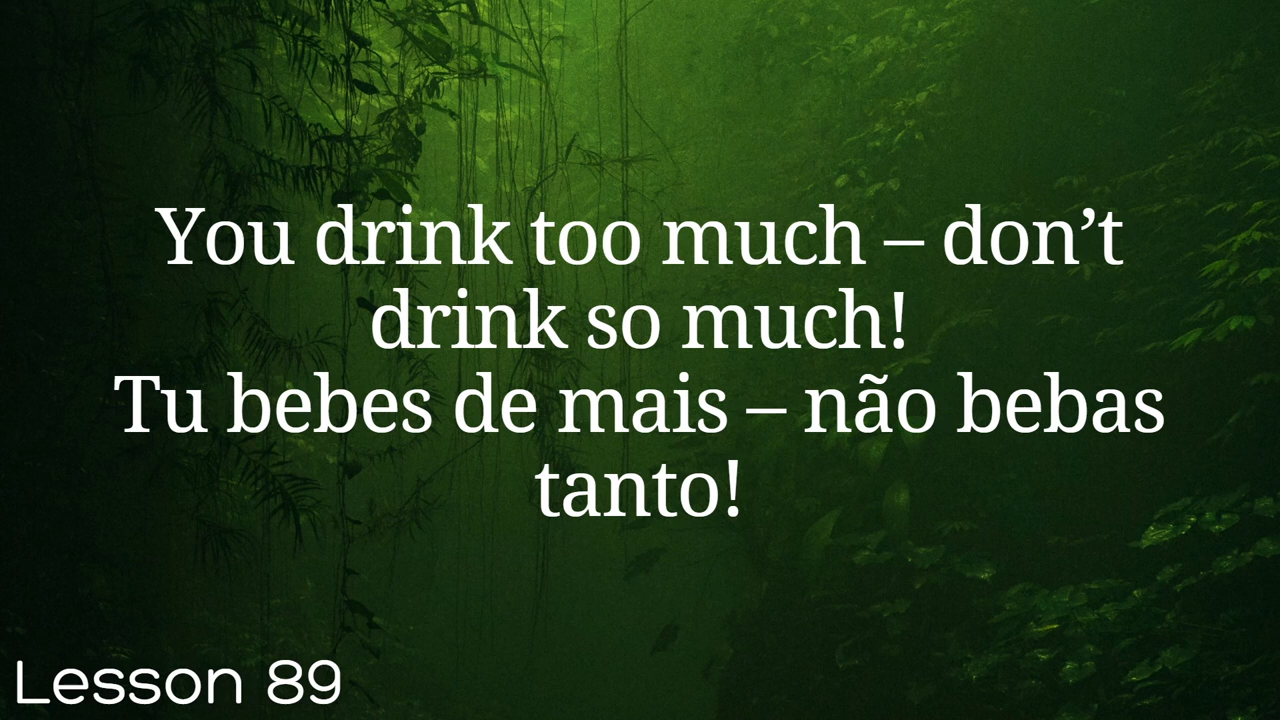 You drink too much – don’t
drink so much!
Tu bebes de mais – não bebas
tanto!
Lesson 89